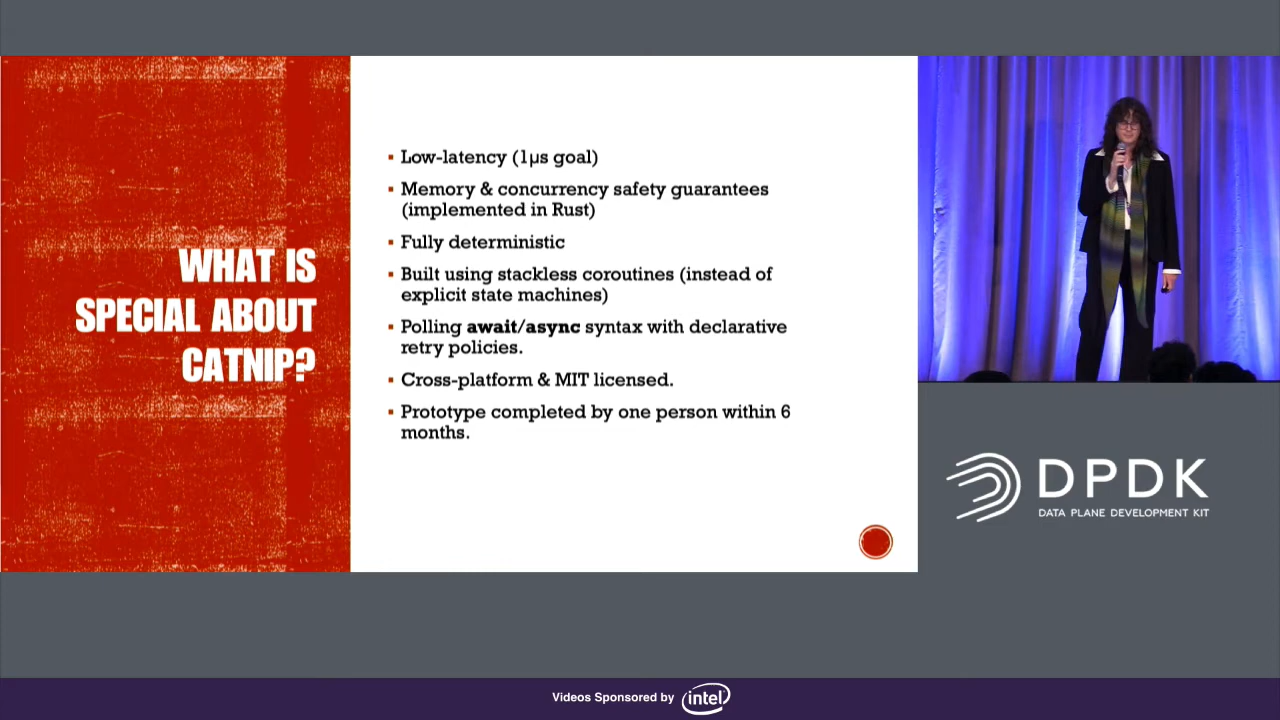 WHAT IS
SPECIAL ABOUT
CATNIP?
▪ Low-latency (1µs goal)
▪ Memory & concurrency safety guarantees
(implemented in Rust)
▪ Fully deterministic
▪ Built using stackless coroutines (instead of
explicit state machines)
▪ Polling await/async syntax with declarative
retry policies.
▪ Cross-platform & MIT licensed.
▪ Prototype completed by one person within 6
months.
DPDK
DATA PLANE DEVELOPMENT KIT
Videos Sponsored by intel